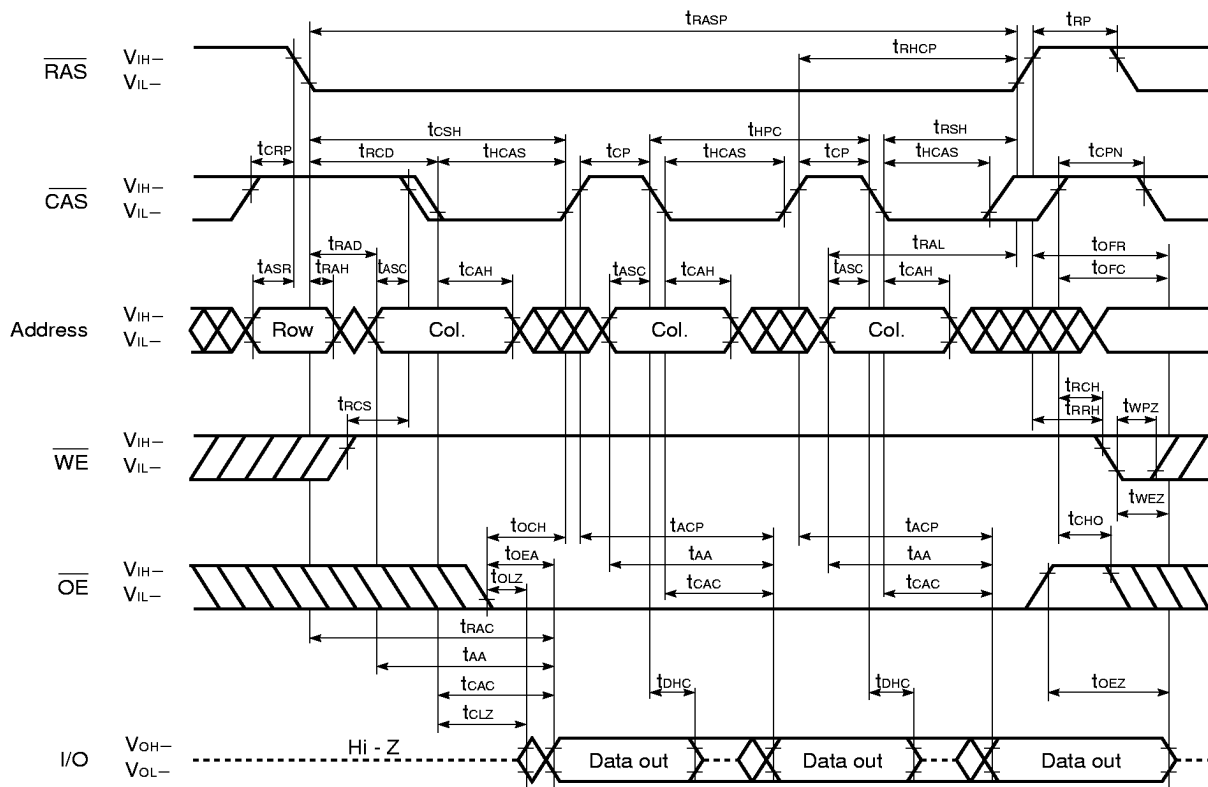 tRASP tRP
tRHCP
RAS VIH–
VIL–
tCSH tHPC tRSH
tCRP tRCD tHCAS tCP tHCAS tCP tHCAS tCPN
CAS VIH–
VIL–
tRAD tRAL tOFR
tASR tRAH tASC tCAH tASC tCAH tASC tCAH tOFC
Address VIH–
VIL–
Row Col. Col. Col.
tRCH
tRCS tRRH tWPZ
WE VIH–
VIL–
tWEZ
tOCH tACP tACP tCHO
tOEA tAA tAA
OE VIH–
VIL–
tOLZ tCAC tCAC
tRAC
tAA
tCAC tDHC tDHC tOEZ
tCLZ
I/O VOH–
VOL–
Hi - Z Data out Data out Data out